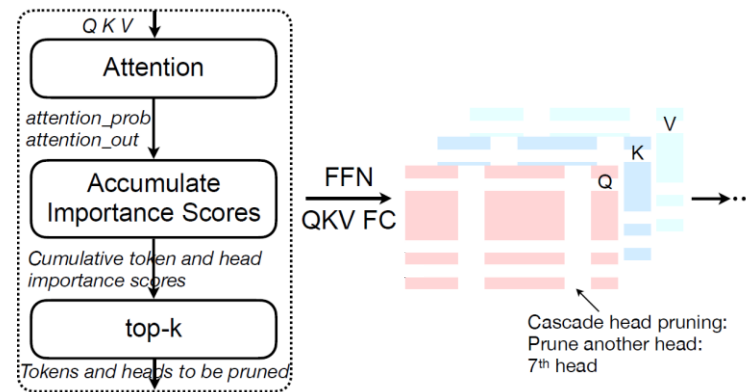 Q K V
Attention
attention_prob
attention_out
Accumulate
Importance Scores
Cumulative token and head
importance scores
top-k
Tokens and heads to be pruned
FFN
QKV FC
V
K
Q
Cascade head pruning:
Prune another head:
7th head